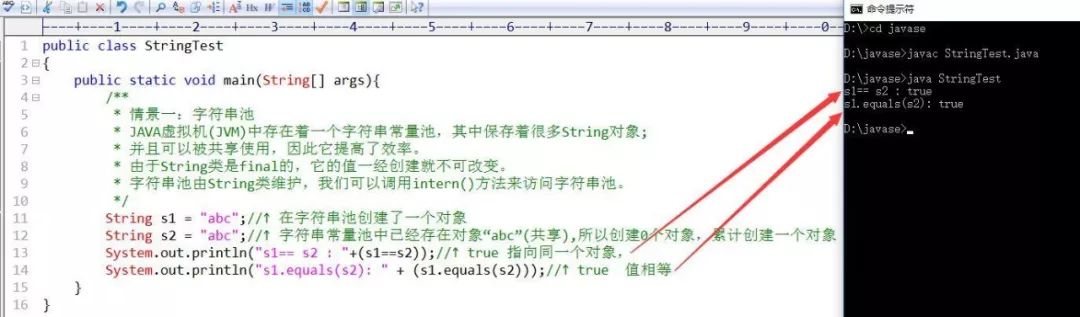 ----+----1----+----2----+----3----+----4----+----5----+----6----+----7----+----8----+----9----+----0--
1 public class StringTest
2 {
3 public static void main(String[] args){
4 /**
5 * 情景一：字符串池
6 * JAVA虚拟机(JVM)中存在着一个字符串常量池，其中保存着很多String对象;
7 * 并且可以被共享使用，因此它提高了效率。
8 * 由于String类是final的，它的值一经创建就不可改变。
9 * 字符串池由String类维护，我们可以调用intern()方法来访问字符串池。
10 */
11 String s1 = "abc";//↑ 在字符串池创建了一个对象
12 String s2 = "abc";//↑ 字符串常量池中已经存在对象“abc”(共享),所以创建0个对象，累计创建一个对象
13 System.out.println("s1== s2 : "+(s1==s2));//↑ true 指向同一个对象，
14 System.out.println("s1.equals(s2): " + (s1.equals(s2)));//↑ true 值相等
15 }
16 }
命令提示符
D:\>cd javase
D:\javase>javac StringTest.java
D:\javase>java StringTest
s1== s2 : true
s1.equals(s2): true
D:\javase>